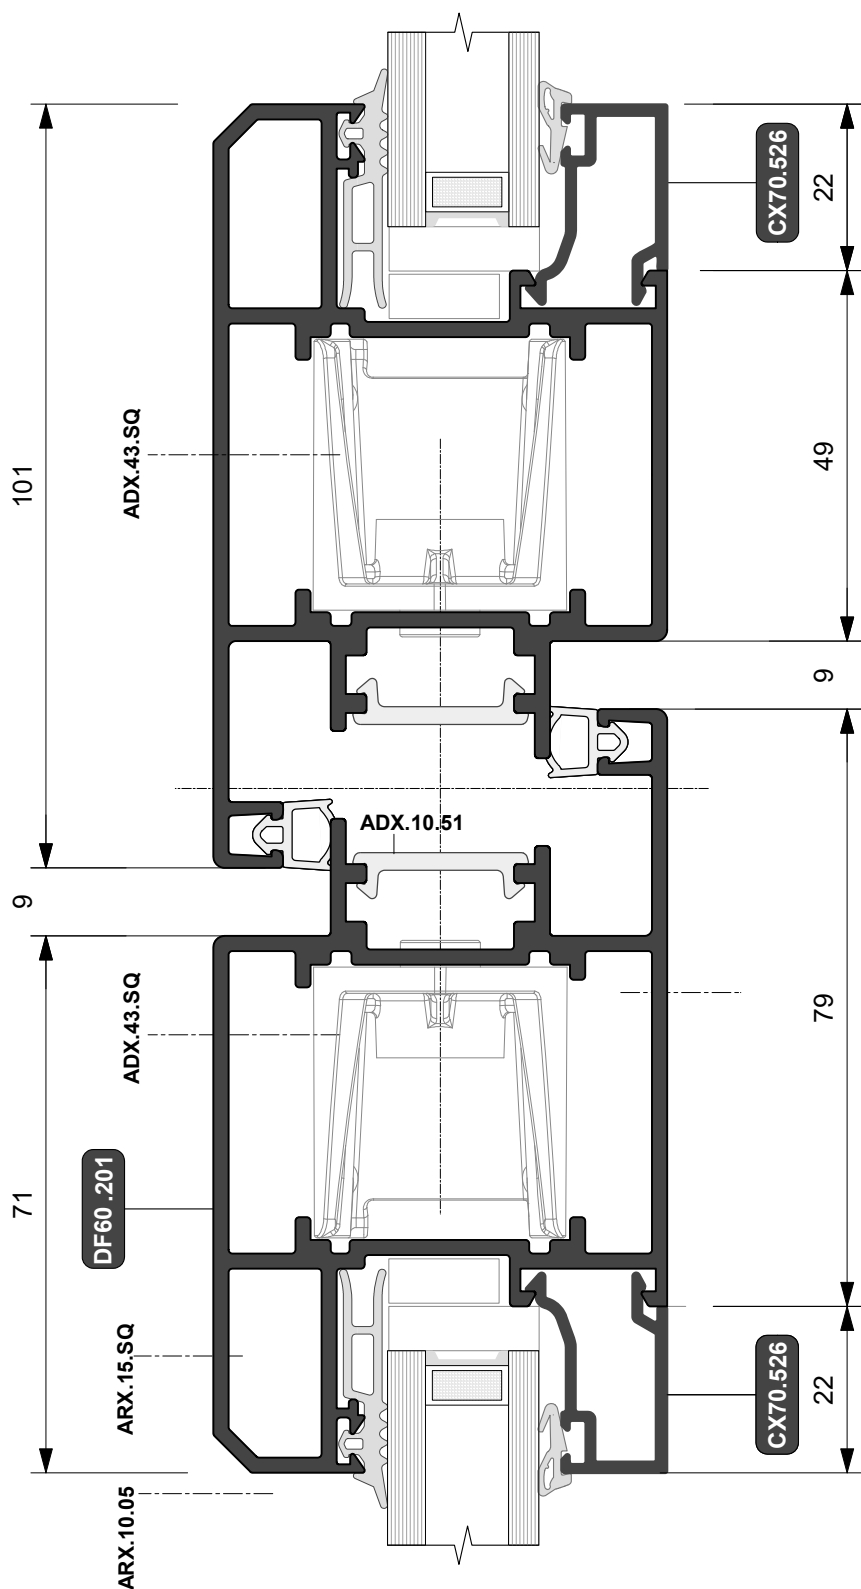 CX70.526
22
ADX.43.SQ
101
49
9
ADX.10.51
9
ADX.43.SQ
79
DF60 .201
71
ARX.15.SQ
CX70.526
22
ARX.10.05